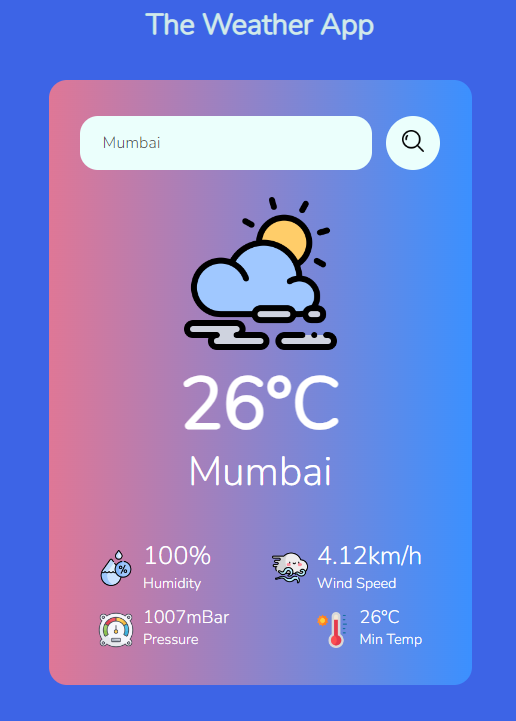 The Weather App
Mumbai
26°C
Mumbai
%
100%
Humidity
4.12km/h
Wind Speed
1007mBar
Pressure
26°C
Min Temp